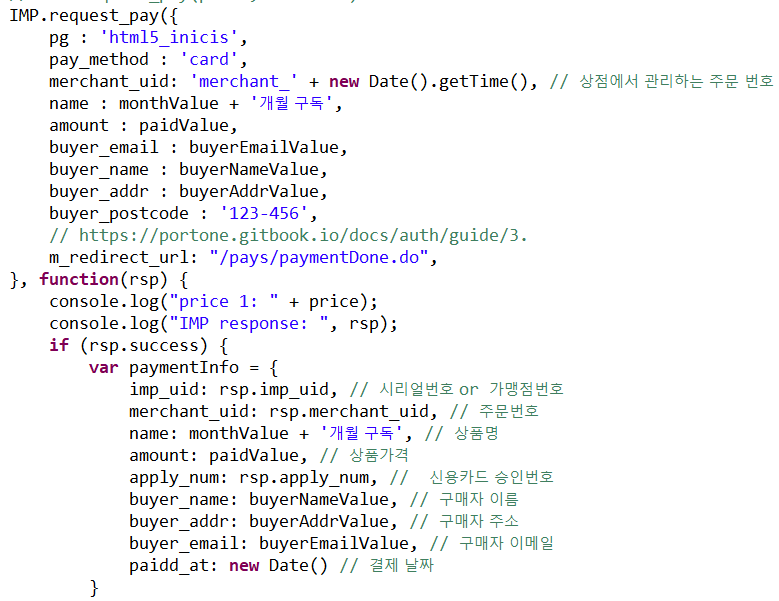 IMP.request_pay({
    pg : 'html5_inicis',
    pay_method : 'card',
    merchant_uid: 'merchant_' + new Date().getTime(), // 상점에서 관리하는 주문 번호
    name : monthValue + '개월 구독',
    amount : paidValue,
    buyer_email : buyerEmailValue,
    buyer_name : buyerNameValue,
    buyer_addr : buyerAddrValue,
    buyer_postcode : '123-456',
    // https://portone.gitbook.io/docs/auth/guide/3.
    m_redirect_url: "/pays/paymentDone.do",
}, function(rsp) {
    console.log("price 1: " + price);
    console.log("IMP response: ", rsp);
    if (rsp.success) {
        var paymentInfo = {
            imp_uid: rsp.imp_uid, // 시리얼번호 or 가맹점번호
            merchant_uid: rsp.merchant_uid, // 주문번호
            name: monthValue + '개월 구독', // 상품명
            amount: paidValue, // 상품가격
            apply_num: rsp.apply_num, //  신용카드 승인번호
            buyer_name: buyerNameValue, // 구매자 이름
            buyer_addr: buyerAddrValue, // 구매자 주소
            buyer_email: buyerEmailValue, // 구매자 이메일
            paidd_at: new Date() // 결제 날짜
        }